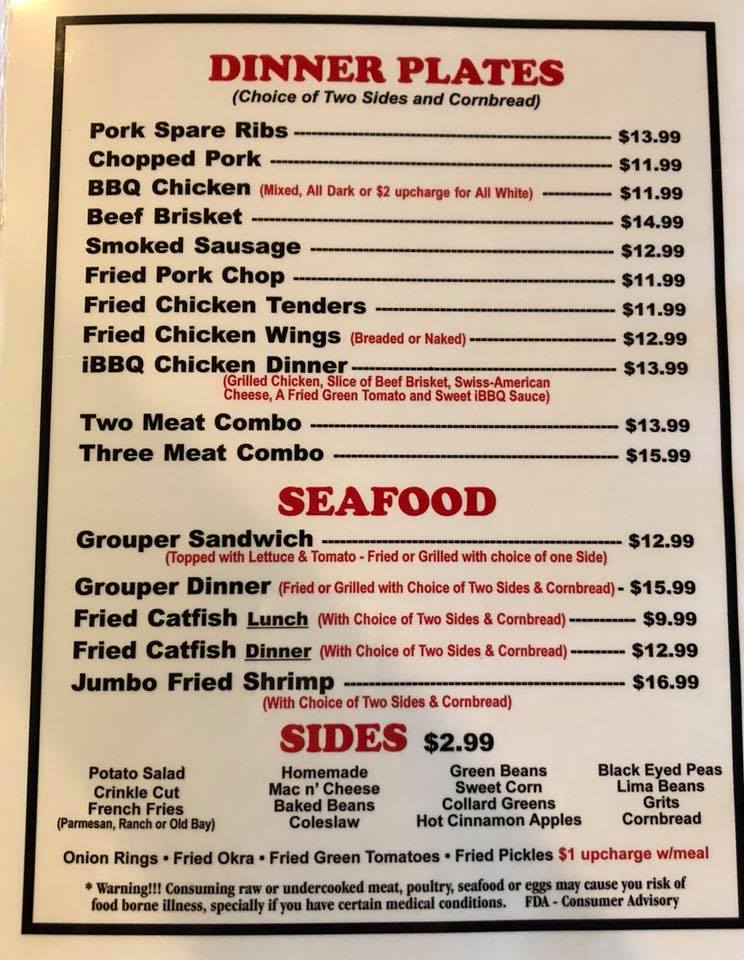 DINNER PLATES
(Choice of Two Sides and Cornbread)
Pork Spare Ribs ---------- $13.99
Chopped Pork ---------- $11.99
BBQ Chicken (Mixed, All Dark or $2 upcharge for All White) ---------- $11.99
Beef Brisket ---------- $14.99
Smoked Sausage ---------- $12.99
Fried Pork Chop ---------- $11.99
Fried Chicken Tenders ---------- $11.99
Fried Chicken Wings (Breaded or Naked) ---------- $12.99
iBBQ Chicken Dinner ---------- $13.99
(Grilled Chicken, Slice of Beef Brisket, Swiss-American
Cheese, A Fried Green Tomato and Sweet iBBQ Sauce)
Two Meat Combo ---------- $13.99
Three Meat Combo ---------- $15.99
SEAFOOD
Grouper Sandwich ---------- $12.99
(Topped with Lettuce & Tomato - Fried or Grilled with choice of one Side)
Grouper Dinner (Fried or Grilled with Choice of Two Sides & Cornbread) - $15.99
Fried Catfish Lunch (With Choice of Two Sides & Cornbread) ---------- $9.99
Fried Catfish Dinner (With Choice of Two Sides & Cornbread) ---------- $12.99
Jumbo Fried Shrimp ---------- $16.99
(With Choice of Two Sides & Cornbread)
SIDES $2.99
Potato Salad
Crinkle Cut
French Fries
(Parmesan, Ranch or Old Bay)
Homemade
Mac n' Cheese
Baked Beans
Coleslaw
Green Beans
Sweet Corn
Collard Greens
Hot Cinnamon Apples
Black Eyed Peas
Lima Beans
Grits
Cornbread
Onion Rings • Fried Okra • Fried Green Tomatoes • Fried Pickles $1 upcharge w/meal
* Warning!!! Consuming raw or undercooked meat, poultry, seafood or eggs may cause you risk of
food borne illness, specially if you have certain medical conditions. FDA - Consumer Advisory